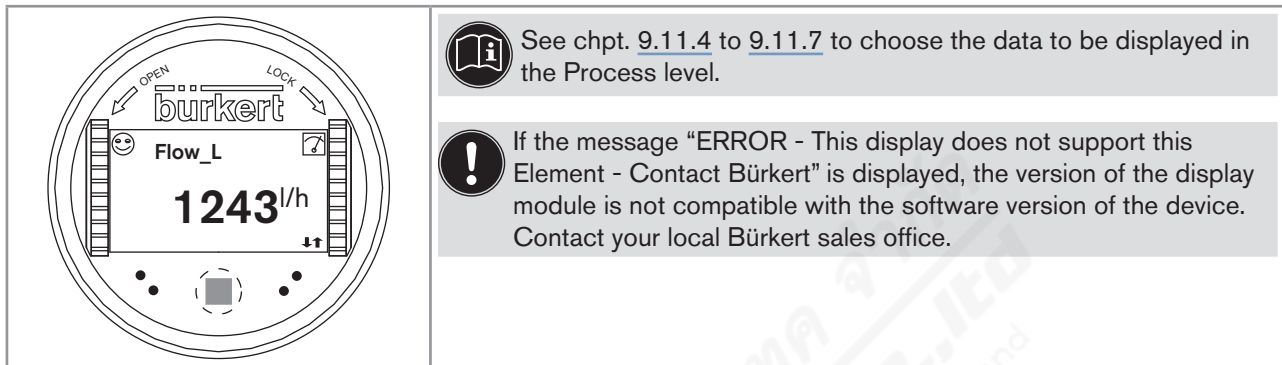 OPEN
LOCK
bürkert
Flow_L
1243 l/h
See chpt. 9.11.4 to 9.11.7 to choose the data to be displayed in
the Process level.
If the message “ERROR - This display does not support this
Element - Contact Bürkert” is displayed, the version of the display
module is not compatible with the software version of the device.
Contact your local Bürkert sales office.